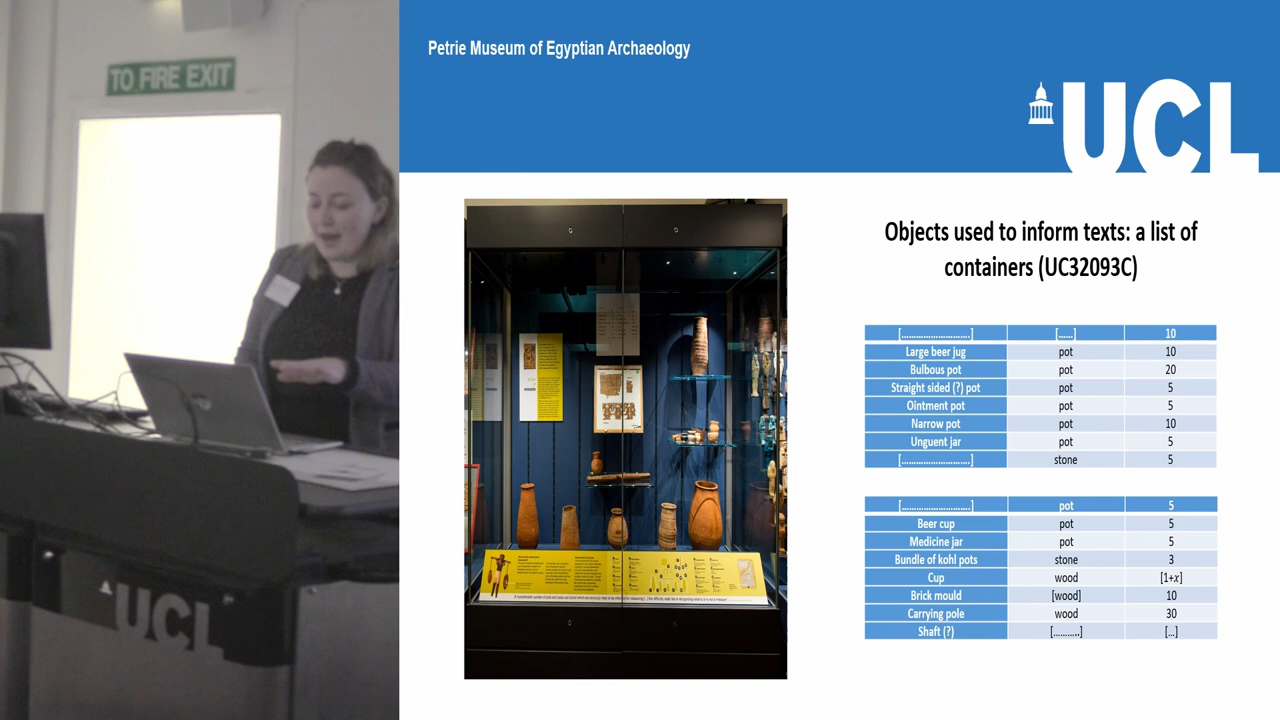 TO FIRE EXIT
UCL
Petrie Museum of Egyptian Archaeology
UCL
Objects used to inform texts: a list of
containers (UC32093C)
[..............................] [......] 10
Large beer jug pot 10
Bulbous pot pot 20
Straight sided (?) pot pot 5
Ointment pot pot 5
Narrow pot pot 10
Unguent jar pot 5
[..............................] stone 5
[..............................] pot 5
Beer cup pot 5
Medicine jar pot 5
Bundle of kohl pots stone 3
Cup wood [1+x]
Brick mould [wood] 10
Carrying pole wood 30
Shaft (?) [...........] [...]